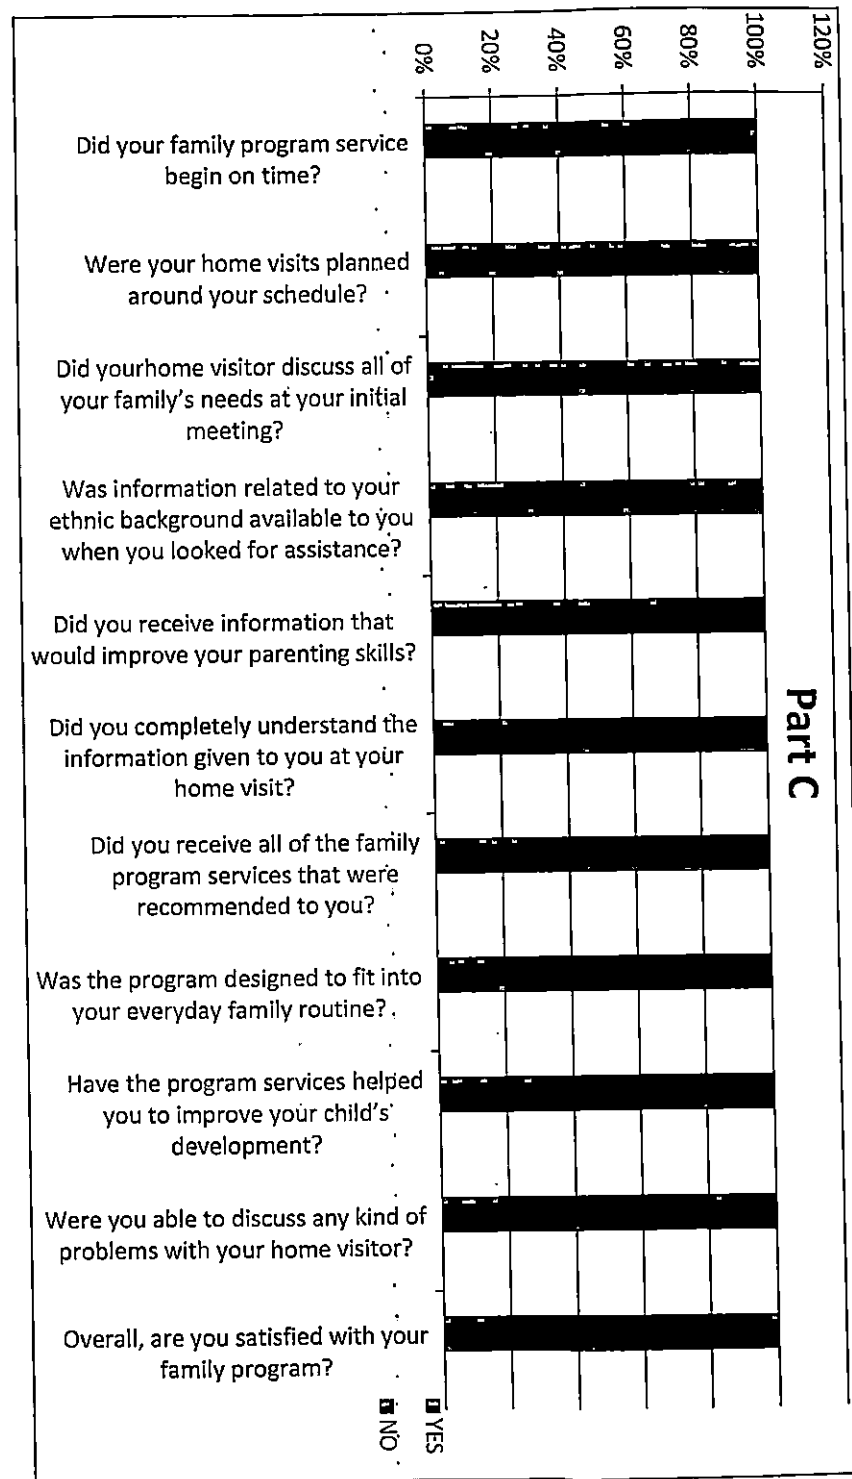 Part C
120%
100%
80%
60%
40%
20%
0%
Did your family program service
begin on time?
Were your home visits planned
around your schedule?
Did yourhome visitor discuss all of
your family's needs at your initial
meeting?
Was information related to your
ethnic background available to you
when you looked for assistance?
Did you receive information that
would improve your parenting skills?
Did you completely understand the
information given to you at your
home visit?
Did you receive all of the family
program services that were
recommended to you?
Was the program designed to fit into
your everyday family routine?
Have the program services helped
you to improve your child's
development?
Were you able to discuss any kind of
problems with your home visitor?
Overall, are you satisfied with your
family program?
YES
NO